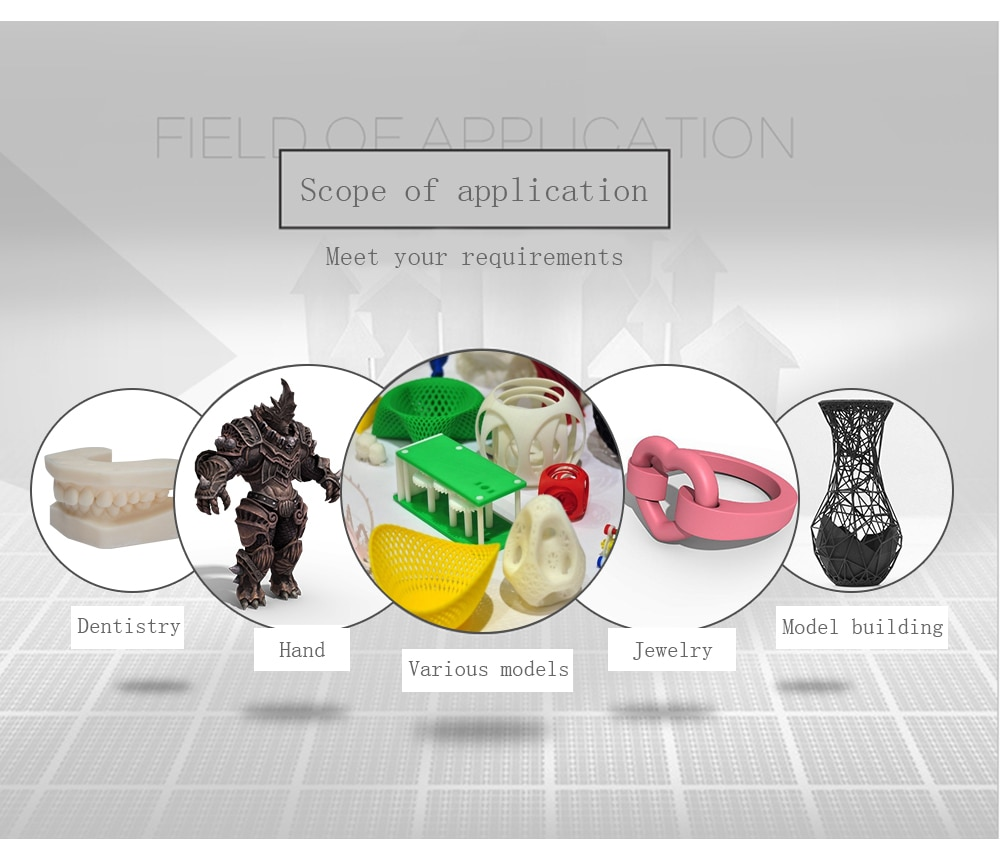 FIELD OF APPLICATION
Scope of application
Meet your requirements
Dentistry
Hand
Various models
Jewelry
Model building